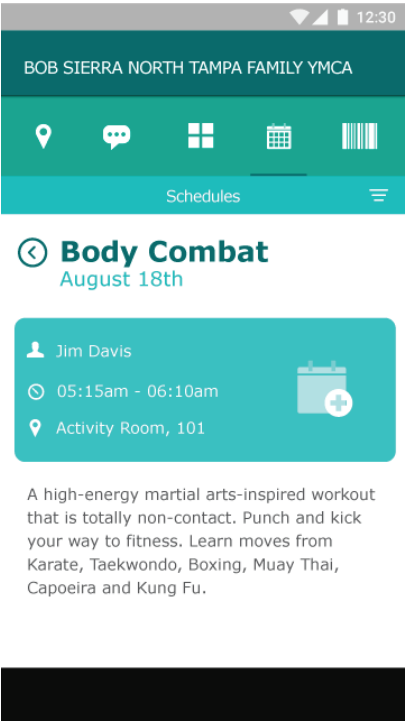 12:30
BOB SIERRA NORTH TAMPA FAMILY YMCA
Schedules
Body Combat
August 18th
Jim Davis
05:15am - 06:10am
Activity Room, 101
A high-energy martial arts-inspired workout
that is totally non-contact. Punch and kick
your way to fitness. Learn moves from
Karate, Taekwondo, Boxing, Muay Thai,
Capoeira and Kung Fu.